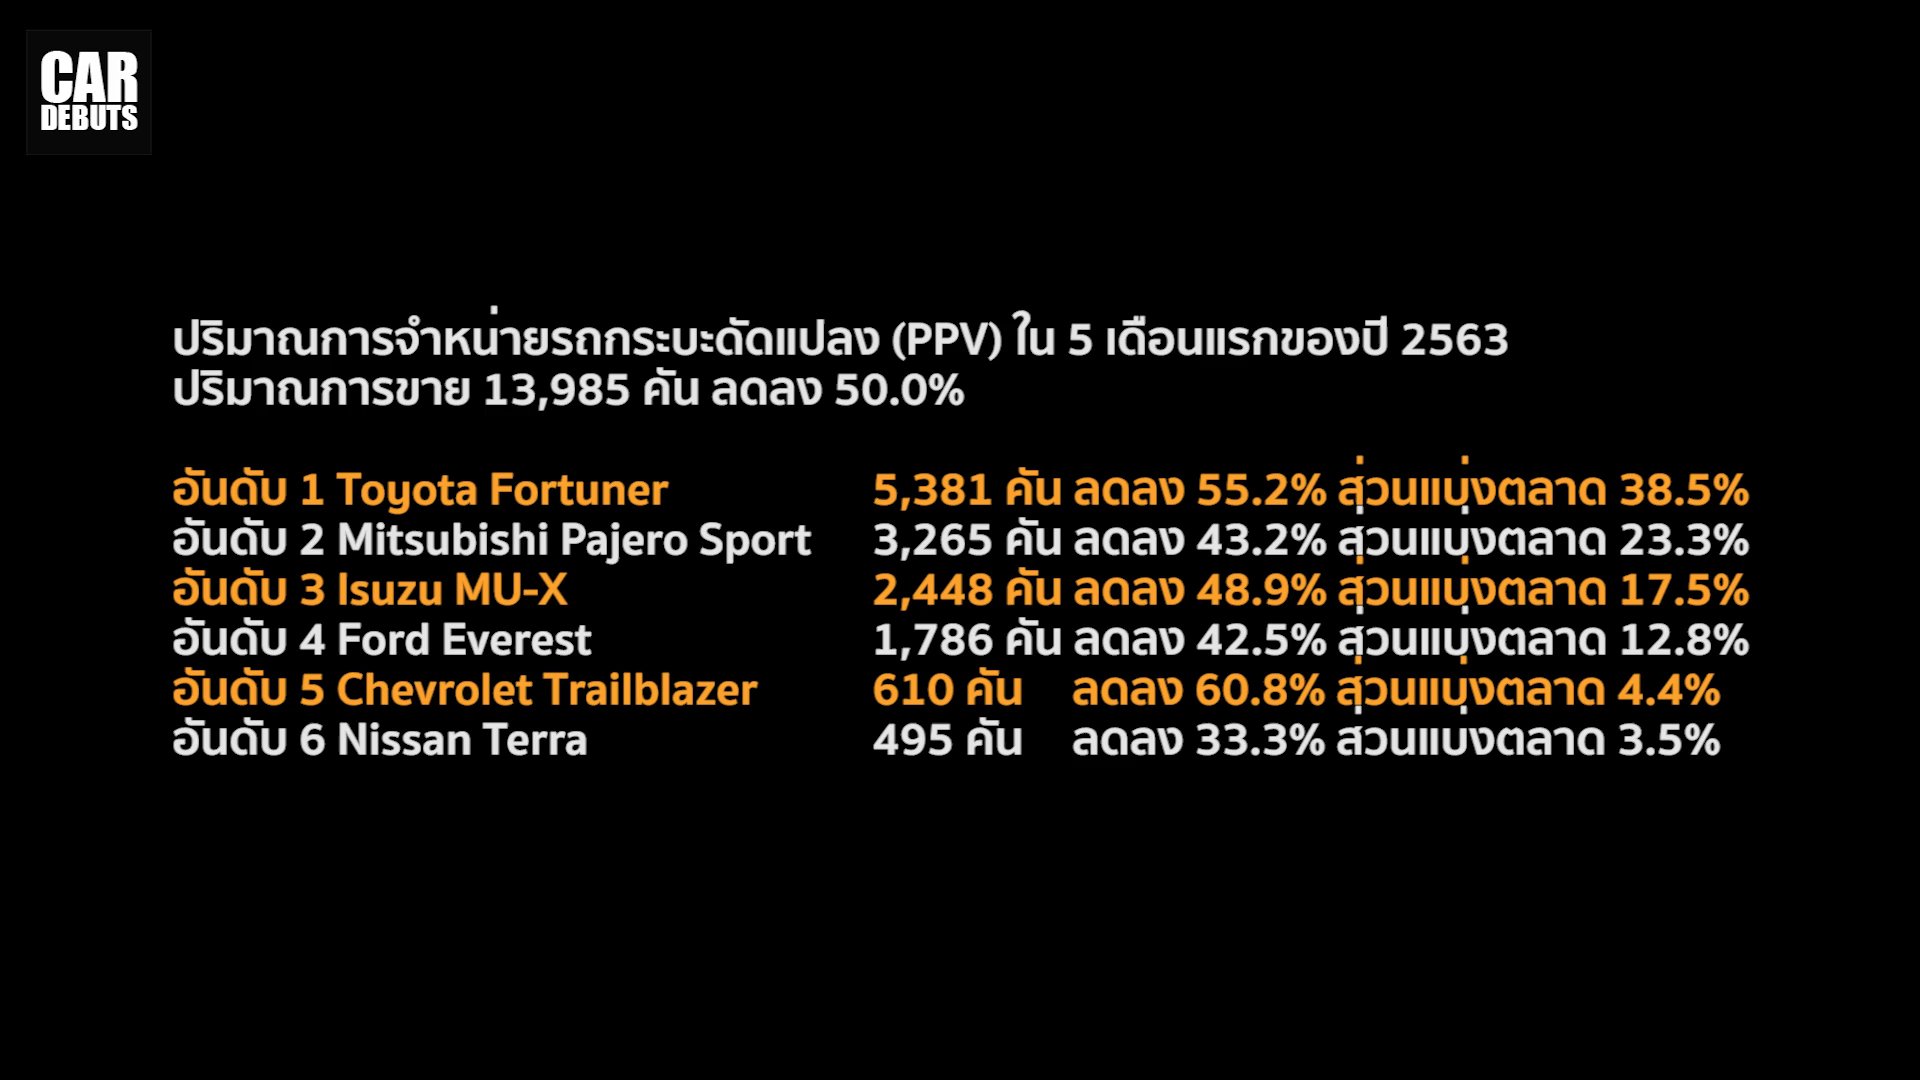 CAR
DEBUTS
ปริมาณการจำหน่ายรถกระบะดัดแปลง (PPV) ใน 5 เดือนแรกของปี 2563
ปริมาณการขาย 13,985 คัน ลดลง 50.0%
อันดับ 1 Toyota Fortuner 5,381 คัน ลดลง 55.2% ส่วนแบ่งตลาด 38.5%
อันดับ 2 Mitsubishi Pajero Sport 3,265 คัน ลดลง 43.2% ส่วนแบ่งตลาด 23.3%
อันดับ 3 Isuzu MU-X 2,448 คัน ลดลง 48.9% ส่วนแบ่งตลาด 17.5%
อันดับ 4 Ford Everest 1,786 คัน ลดลง 42.5% ส่วนแบ่งตลาด 12.8%
อันดับ 5 Chevrolet Trailblazer 610 คัน ลดลง 60.8% ส่วนแบ่งตลาด 4.4%
อันดับ 6 Nissan Terra 495 คัน ลดลง 33.3% ส่วนแบ่งตลาด 3.5%